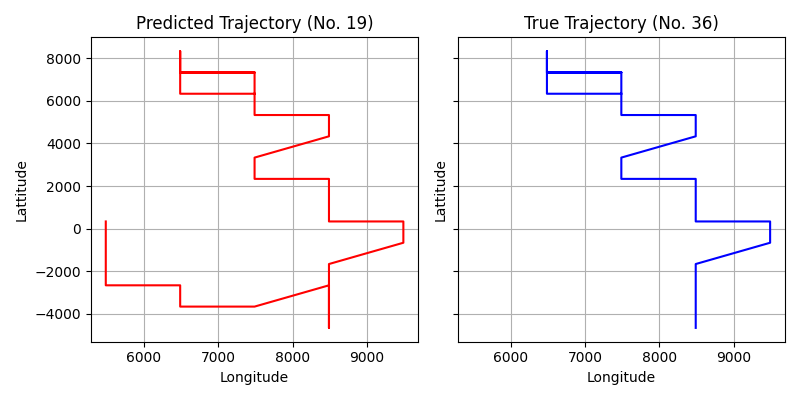 Predicted Trajectory (No. 19)
True Trajectory (No. 36)
Lattitude
8000
6000
4000
2000
0
−2000
−4000
6000 7000 8000 9000
Longitude
Lattitude
6000 7000 8000 9000
Longitude